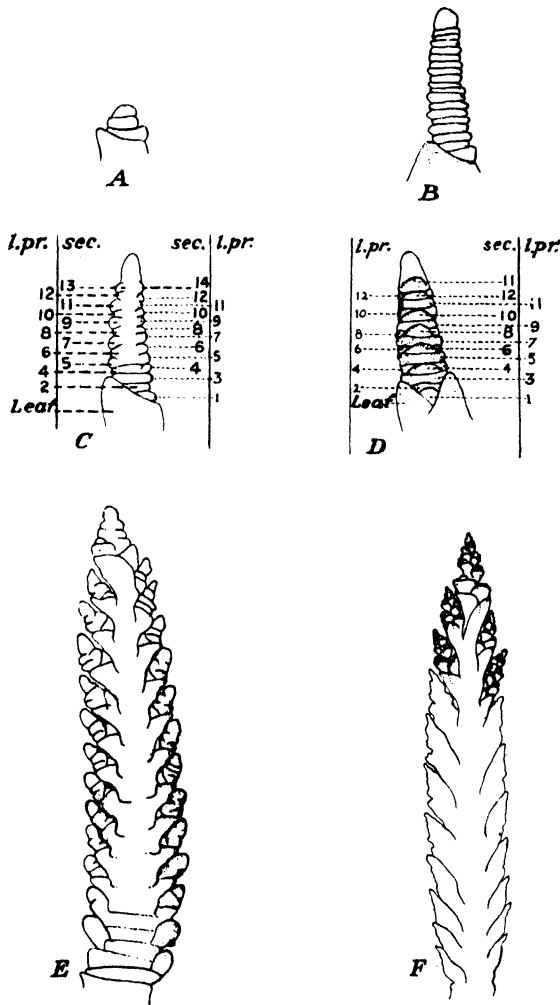 A
B
l.pr. sec. sec. l.pr.
13 14
12 12
11 11
10 10
9 9
8 8
7 7
6 6
5 5
4 4
2 3
Leaf 1
C
l.pr. sec. l.pr.
11
12 12 11
10 10
8 9
8 7
6 6 5
4 4
2 3
Leaf 1
D
E
F